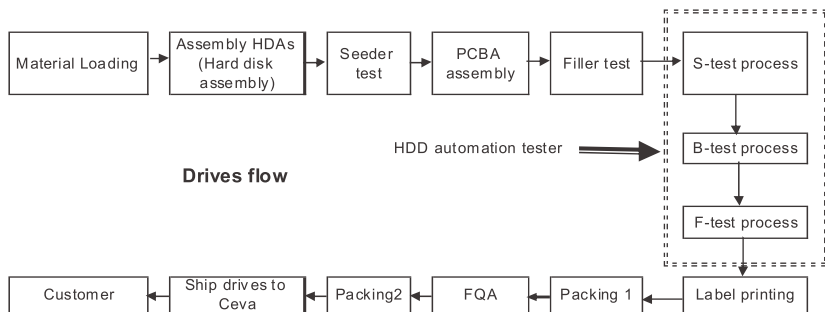 Material Loading
Assembly HDAs
(Hard disk
assembly)
Seeder
test
PCBA
assembly
Filler test
S-test process
HDD automation tester
B-test process
Drives flow
F-test process
Customer
Ship drives to
Ceva
Packing2
FQA
Packing 1
Label printing